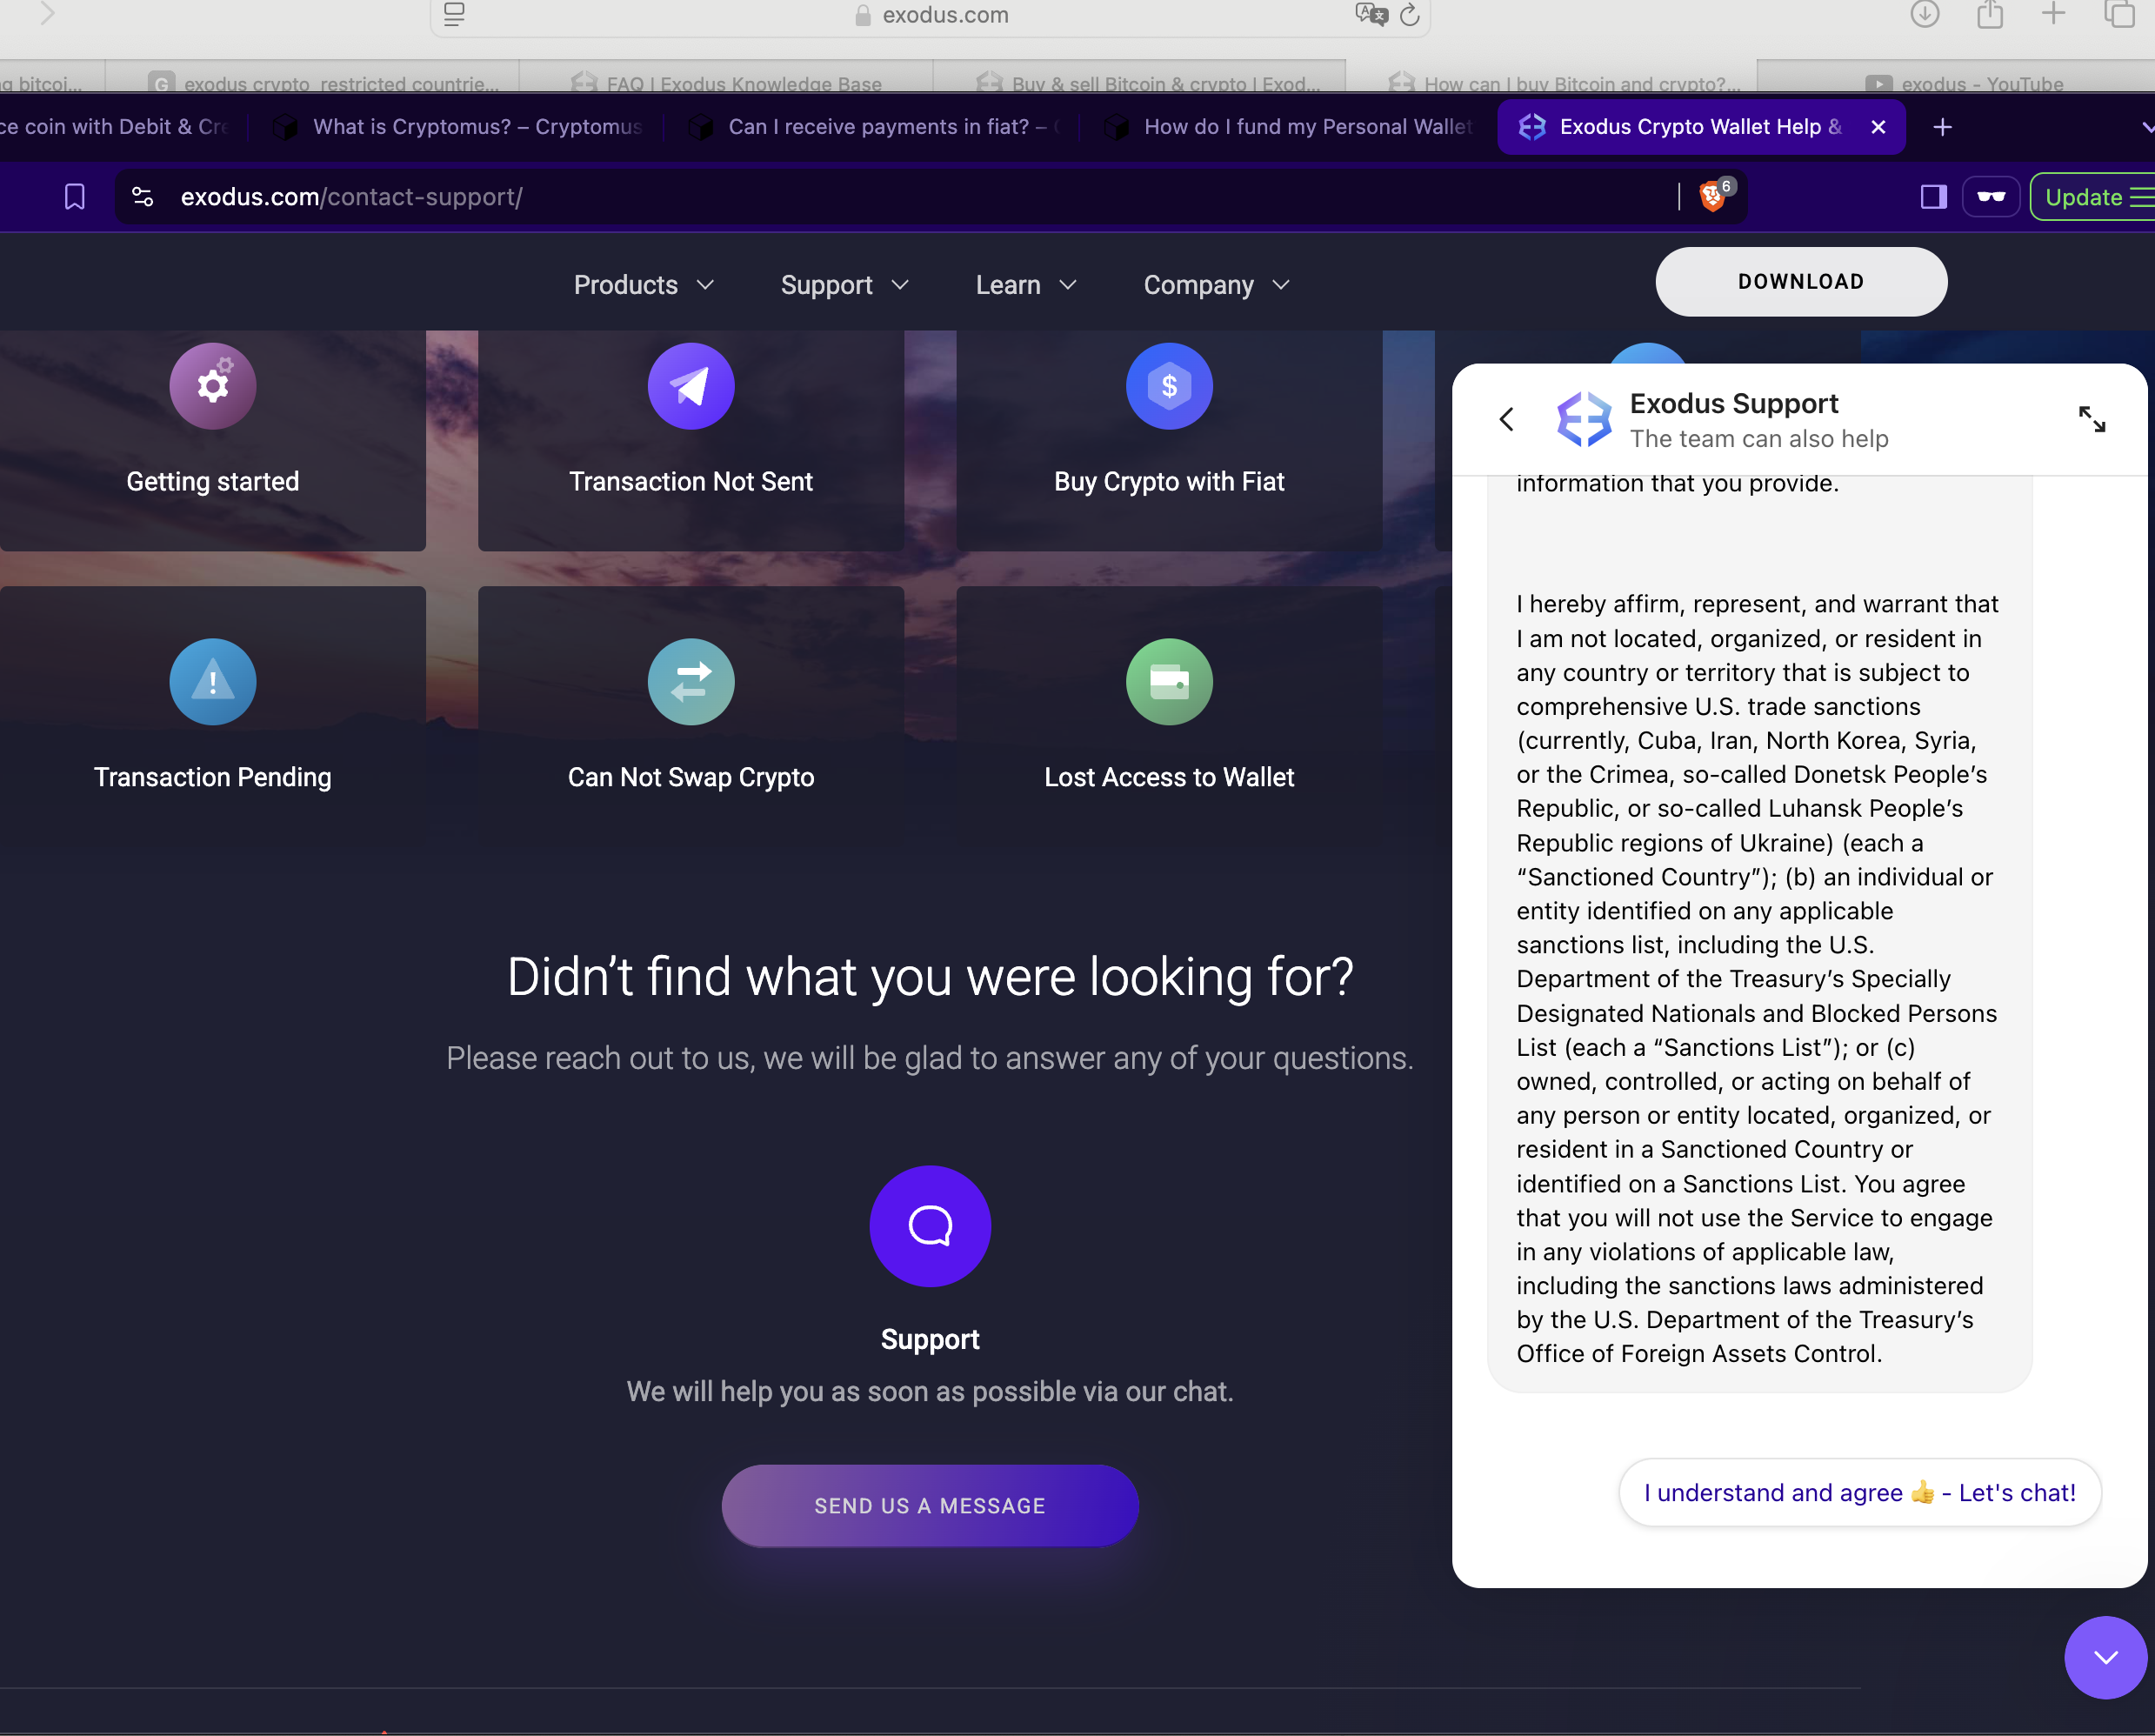 exodus.com
g bitcoi...
exodus crypto restricted countrie...
FAQ | Exodus Knowledge Base
Buy & sell Bitcoin & crypto | Exod...
How can I buy Bitcoin and crypto?...
exodus - YouTube
ce coin with Debit & Cre
What is Cryptomus? – Cryptomus
Can I receive payments in fiat? –
How do I fund my Personal Wallet
Exodus Crypto Wallet Help &
exodus.com/contact-support/
6
Update
Products
Support
Learn
Company
DOWNLOAD
Getting started
Transaction Not Sent
Buy Crypto with Fiat
Transaction Pending
Can Not Swap Crypto
Lost Access to Wallet
Didn't find what you were looking for?
Please reach out to us, we will be glad to answer any of your questions.
Support
We will help you as soon as possible via our chat.
SEND US A MESSAGE
Exodus Support
The team can also help
information that you provide.
I hereby affirm, represent, and warrant that
I am not located, organized, or resident in
any country or territory that is subject to
comprehensive U.S. trade sanctions
(currently, Cuba, Iran, North Korea, Syria,
or the Crimea, so-called Donetsk People's
Republic, or so-called Luhansk People's
Republic regions of Ukraine) (each a
“Sanctioned Country”); (b) an individual or
entity identified on any applicable
sanctions list, including the U.S.
Department of the Treasury's Specially
Designated Nationals and Blocked Persons
List (each a “Sanctions List”); or (c)
owned, controlled, or acting on behalf of
any person or entity located, organized, or
resident in a Sanctioned Country or
identified on a Sanctions List. You agree
that you will not use the Service to engage
in any violations of applicable law,
including the sanctions laws administered
by the U.S. Department of the Treasury's
Office of Foreign Assets Control.
I understand and agree 👍 - Let's chat!